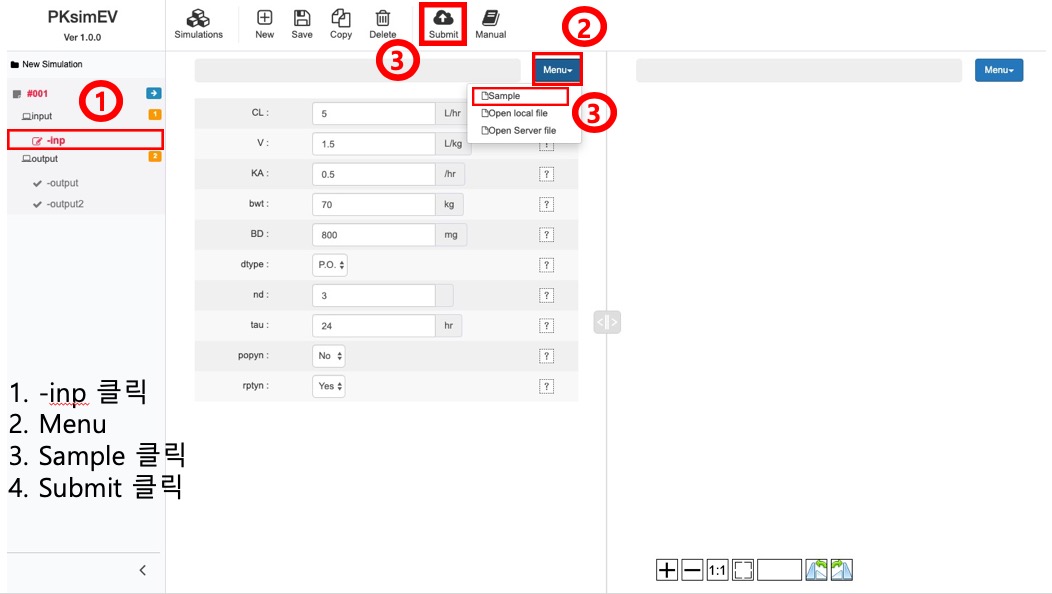 PKsimEV
Ver 1.0.0
Simulations
New
Save
Copy
Delete
Submit
Manual
2
3
New Simulation
Menu
Menu
#001
1
Sample
3
input
1
CL :
5
L/hr
Open local file
-inp
Open Server file
V :
1.5
L/kg
?
output
2
KA :
0.5
/hr
?
-output
-output2
bwt :
70
kg
?
BD :
800
mg
?
dtype :
P.O.
?
nd :
3
?
tau :
24
hr
?
popyn :
No
?
rptyn :
Yes
?
1. -inp 클릭
2. Menu
3. Sample 클릭
4. Submit 클릭
1:1